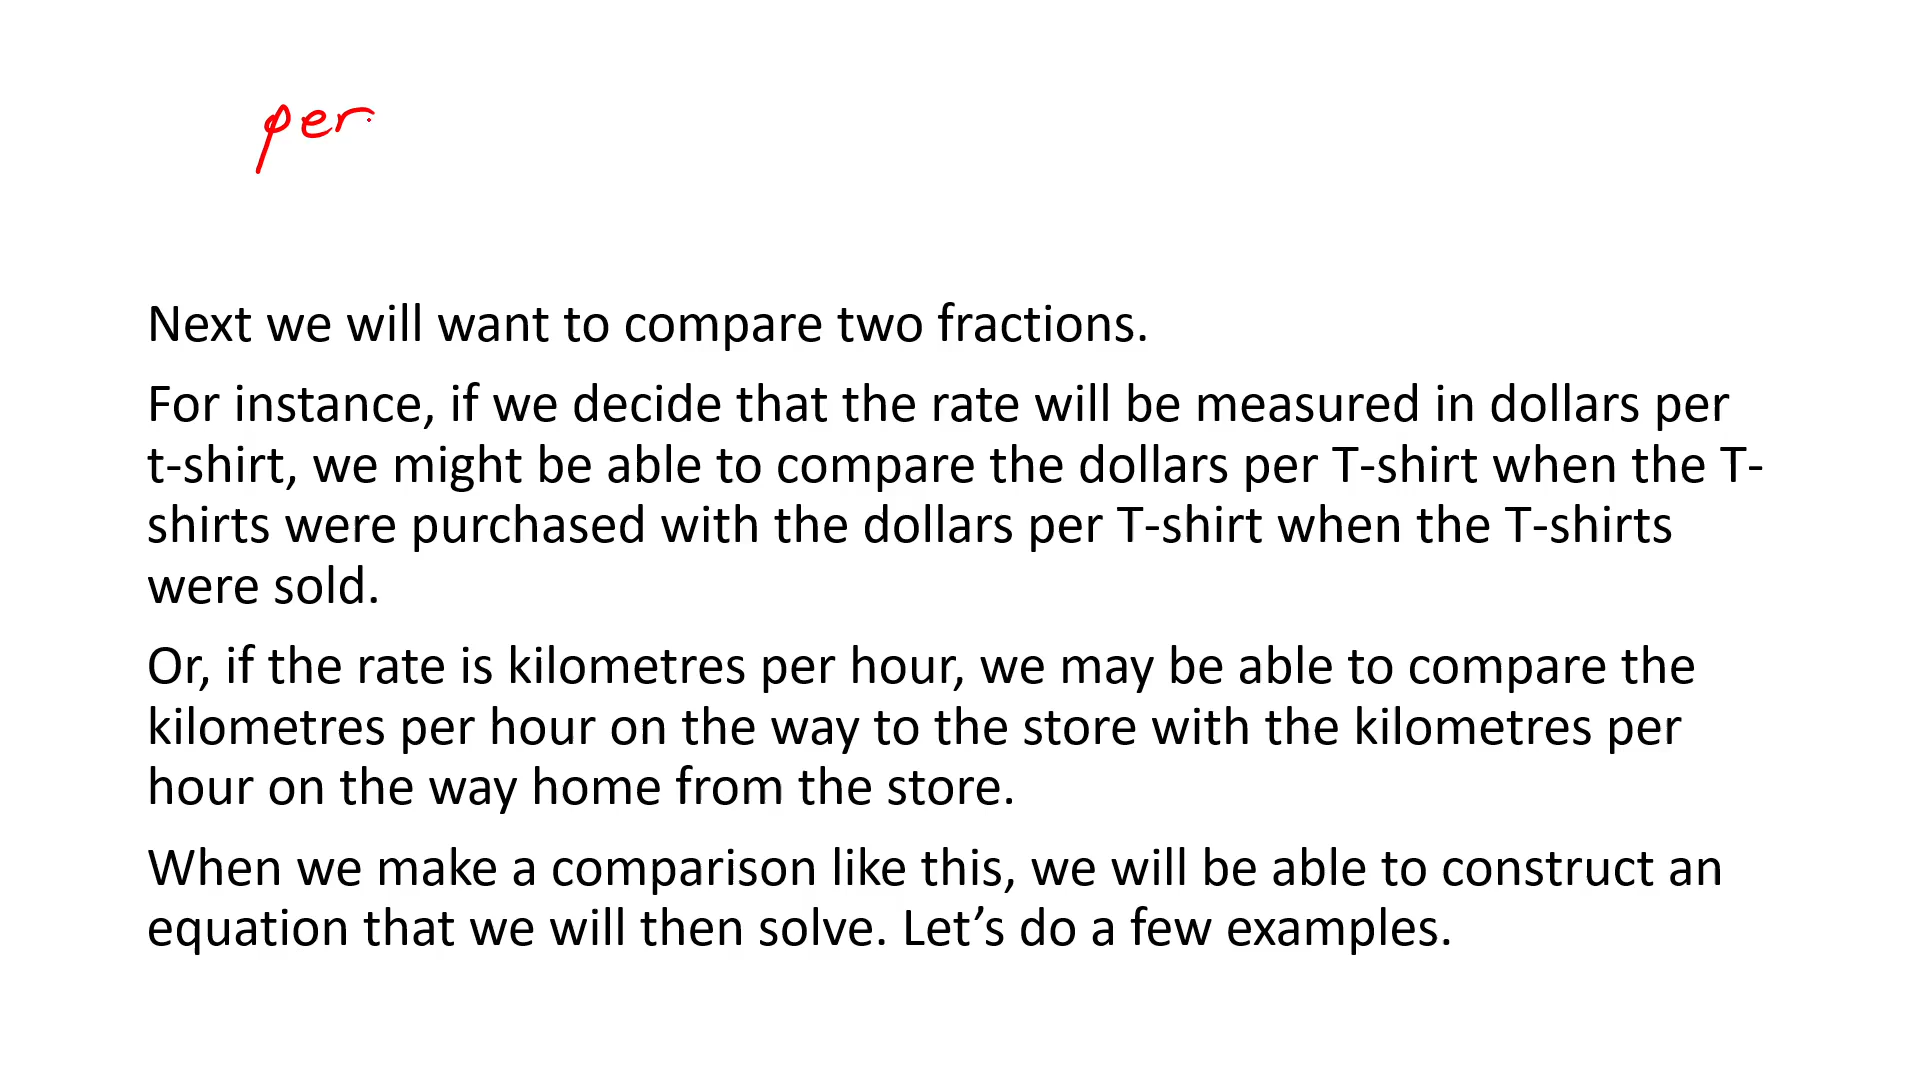 per
Next we will want to compare two fractions.
For instance, if we decide that the rate will be measured in dollars per
t-shirt, we might be able to compare the dollars per T-shirt when the T-
shirts were purchased with the dollars per T-shirt when the T-shirts
were sold.
Or, if the rate is kilometres per hour, we may be able to compare the
kilometres per hour on the way to the store with the kilometres per
hour on the way home from the store.
When we make a comparison like this, we will be able to construct an
equation that we will then solve. Let’s do a few examples.